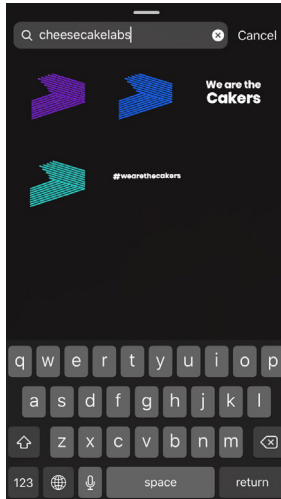 cheesecakelabs
Cancel
We are the
Cakers
#wearethecakers
q w e r t y u i o p
a s d f g h j k l
z x c v b n m
123 space return